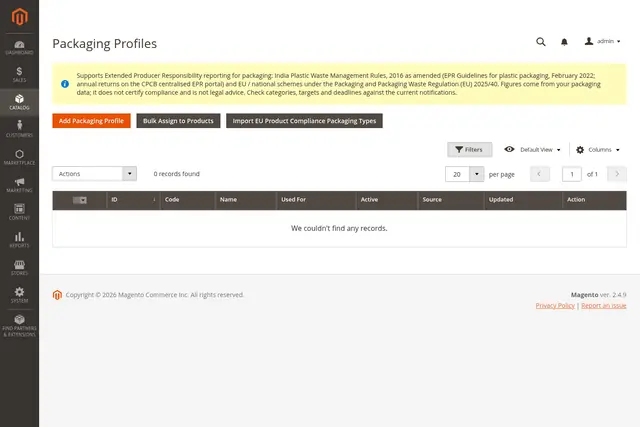 Packaging Profiles
admin
Supports Extended Producer Responsibility reporting for packaging: India Plastic Waste Management Rules, 2016 as amended (EPR Guidelines for plastic packaging, February 2022;
annual returns on the CPCB centralised EPR portal) and EU / national schemes under the Packaging and Packaging Waste Regulation (EU) 2025/40. Figures come from your packaging
data; it does not certify compliance and is not legal advice. Check categories, targets and deadlines against the current notifications.
Add Packaging Profile
Bulk Assign to Products
Import EU Product Compliance Packaging Types
Filters
Default View
Columns
Actions
0 records found
20
per page
1
of 1
ID
Code
Name
Used For
Active
Source
Updated
Action
We couldn't find any records.
DASHBOARD
SALES
CATALOG
CUSTOMERS
MARKETPLACE
MARKETING
CONTENT
REPORTS
STORES
SYSTEM
FIND PARTNERS
& EXTENSIONS
Copyright © 2026 Magento Commerce Inc. All rights reserved.
Magento ver. 2.4.9
Privacy Policy | Report an Issue